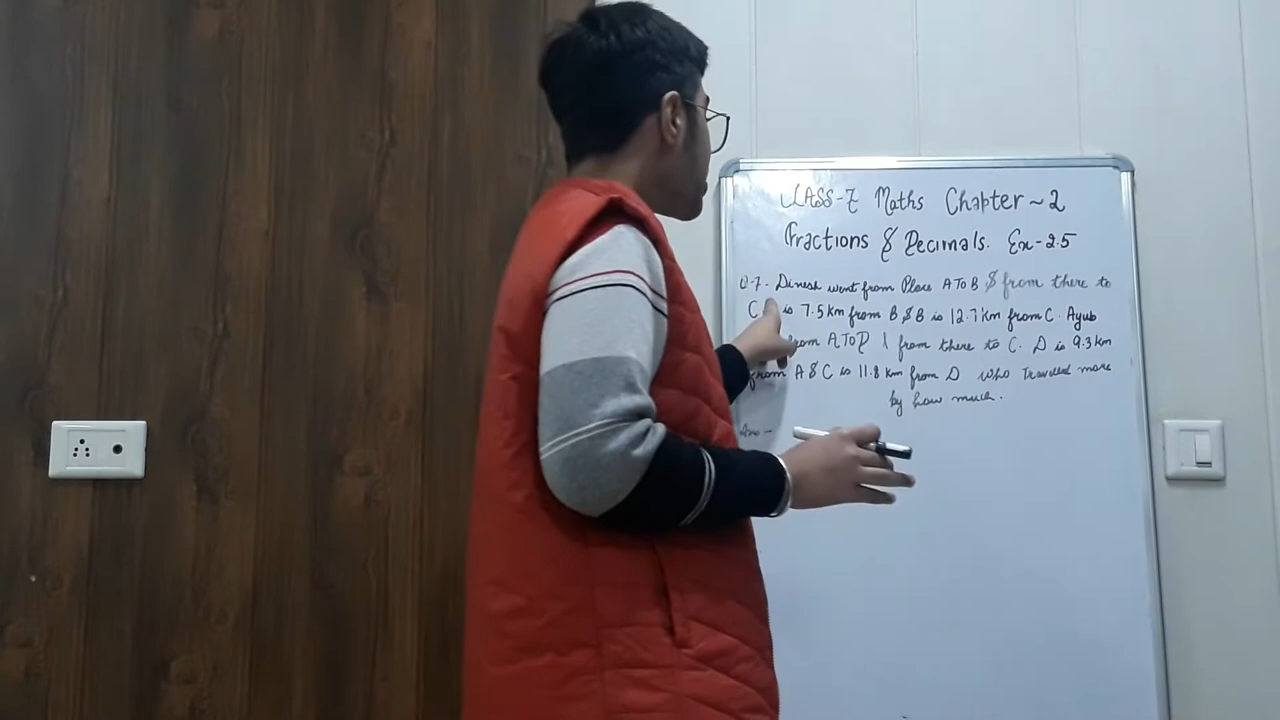 CLASS-7 Maths Chapter ~ 2
Fractions & Decimals. Ex-2.5
Q-7. Dinesh went from Place A To B & from there to
C is 7.5 km from B & B is 12.7 km from C. Ayub
from A To D & from there to C. D is 9.3 km
from A & C is 11.8 km from D who Traveled more
by how much.
Ans -